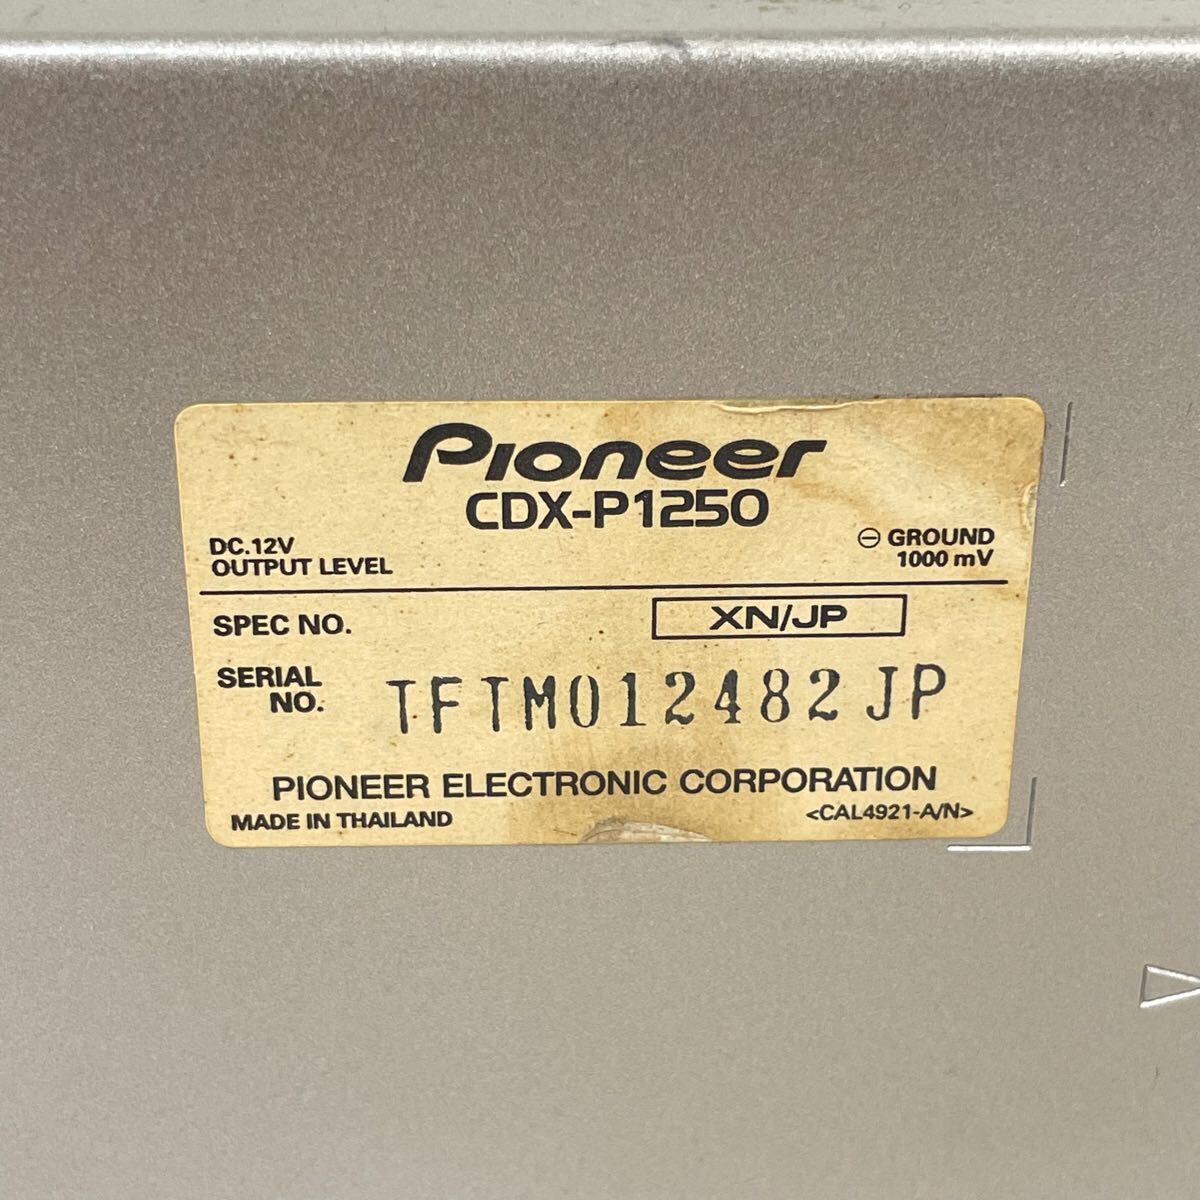 Pioneer
CDX-P1250
DC.12V ⊖ GROUND
OUTPUT LEVEL 1000 mV
SPEC NO. XN/JP
SERIAL
NO. TFTM012482JP
PIONEER ELECTRONIC CORPORATION
MADE IN THAILAND <CAL4921-A/N>